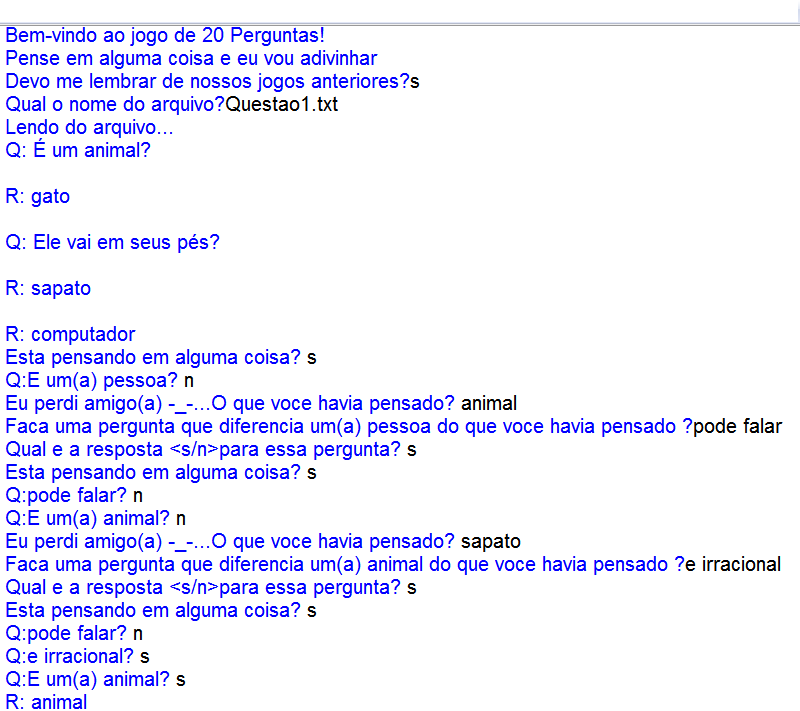 Bem-vindo ao jogo de 20 Perguntas!
Pense em alguma coisa e eu vou adivinhar
Devo me lembrar de nossos jogos anteriores?s
Qual o nome do arquivo?Questao1.txt
Lendo do arquivo...
Q: É um animal?
R: gato
Q: Ele vai em seus pés?
R: sapato
R: computador
Esta pensando em alguma coisa? s
Q:E um(a) pessoa? n
Eu perdi amigo(a) -_-...O que voce havia pensado? animal
Faca uma pergunta que diferencia um(a) pessoa do que voce havia pensado ?pode falar
Qual e a resposta <s/n>para essa pergunta? s
Esta pensando em alguma coisa? s
Q:pode falar? n
Q:E um(a) animal? n
Eu perdi amigo(a) -_-...O que voce havia pensado? sapato
Faca uma pergunta que diferencia um(a) animal do que voce havia pensado ?e irracional
Qual e a resposta <s/n>para essa pergunta? s
Esta pensando em alguma coisa? s
Q:pode falar? n
Q:e irracional? s
Q:E um(a) animal? s
R: animal